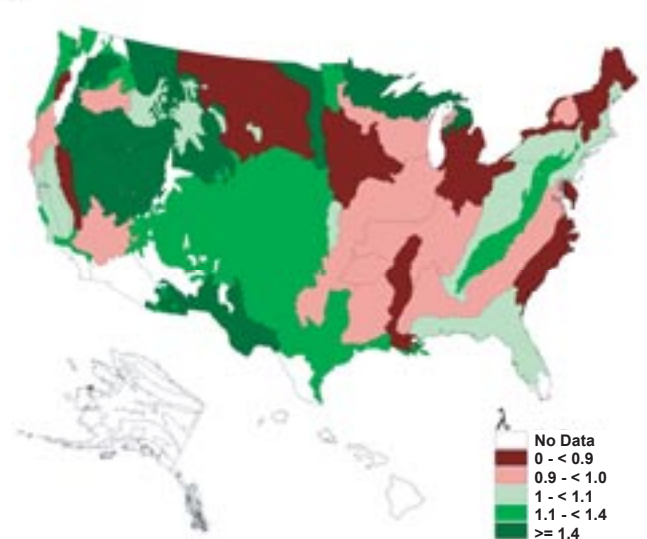 λ
No Data
0 - < 0.9
0.9 - < 1.0
1 - < 1.1
1.1 - < 1.4
>= 1.4